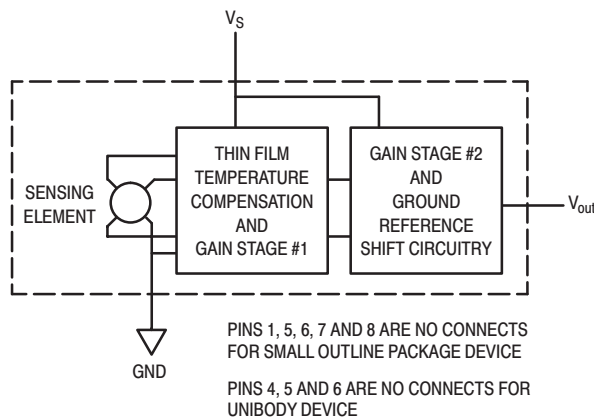 V_S
THIN FILM
TEMPERATURE
COMPENSATION
AND
GAIN STAGE #1
GAIN STAGE #2
AND
GROUND
REFERENCE
SHIFT CIRCUITRY
SENSING
ELEMENT
V_out
GND
PINS 1, 5, 6, 7 AND 8 ARE NO CONNECTS
FOR SMALL OUTLINE PACKAGE DEVICE
PINS 4, 5 AND 6 ARE NO CONNECTS FOR
UNIBODY DEVICE